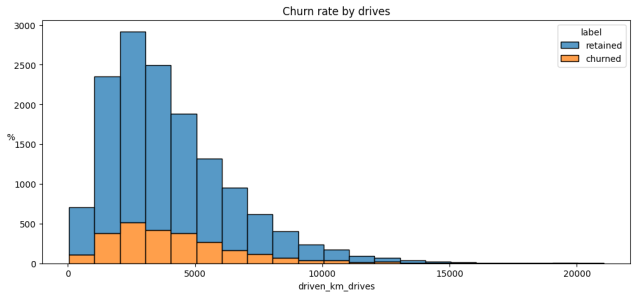 Churn rate by drives
label
retained
churned
3000
2500
2000
1500
1000
500
0
%
0 5000 10000 15000 20000
driven_km_drives